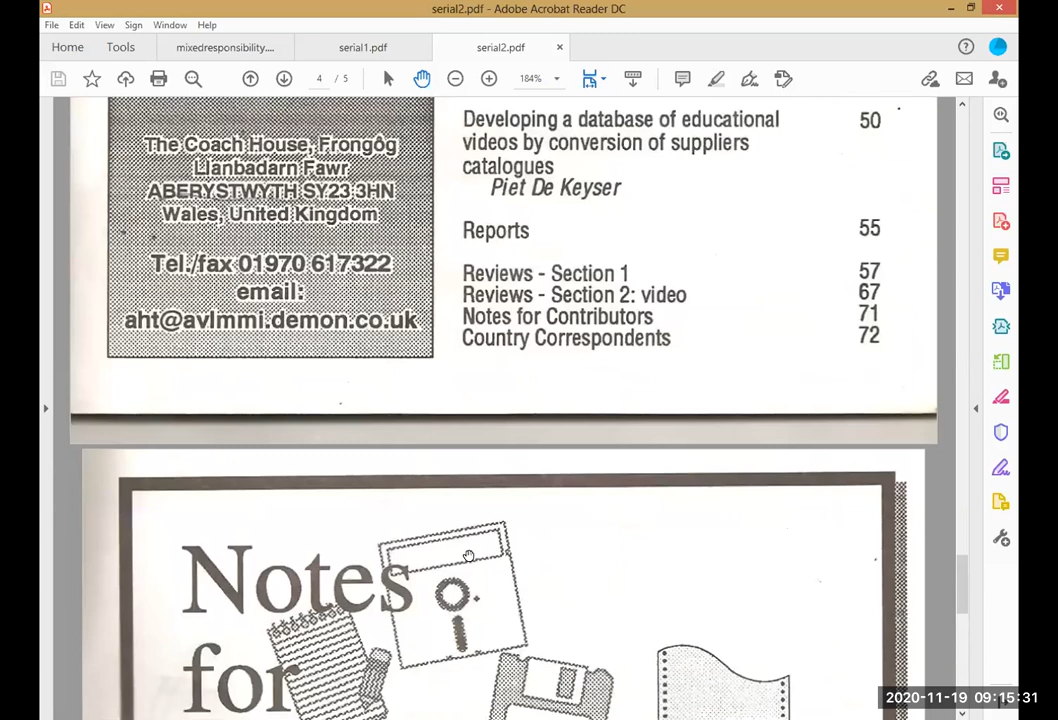 serial2.pdf - Adobe Acrobat Reader DC
File Edit View Sign Window Help
Home Tools mixedresponsibility.... serial1.pdf serial2.pdf ×
4 / 5 184%
The Coach House, Frongôg
Llanbadarn Fawr
ABERYSTWYTH SY23 3HN
Wales, United Kingdom
Tel./fax 01970 617322
email:
aht@avlmmi.demon.co.uk
Developing a database of educational 50
videos by conversion of suppliers
catalogues
Piet De Keyser
Reports 55
Reviews - Section 1 57
Reviews - Section 2: video 67
Notes for Contributors 71
Country Correspondents 72
Notes
for
2020-11-19 09:15:31